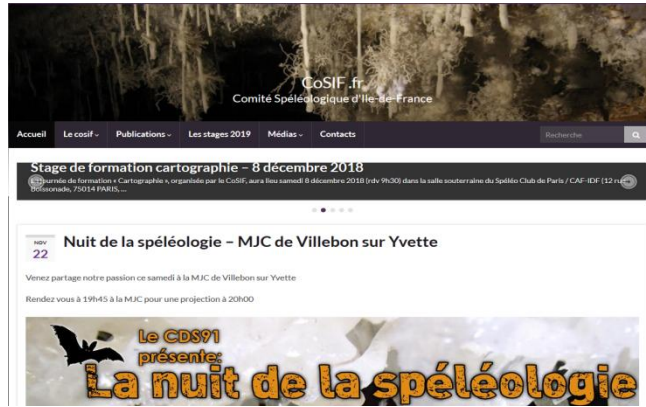 CoSIF.fr
Comité Spéléologique d'Ile-de-France
Accueil Le cosif Publications Les stages 2019 Médias Contacts Recherche
Stage de formation cartographie – 8 décembre 2018
journée de formation « Cartographie », organisée par le CoSIF, aura lieu samedi 8 décembre 2018 (rdv 9h30) dans la salle souterraine du Spéléo Club de Paris / CAF-IDF (12 rue
Boissonade, 75014 PARIS, ...
NOV
22
Nuit de la spéléologie – MJC de Villebon sur Yvette
Venez partage notre passion ce samedi à la MJC de Villebon sur Yvette
Rendez vous à 19h45 à la MJC pour une projection à 20h00
Le CDS91
présente:
La nuit de la spéléologie